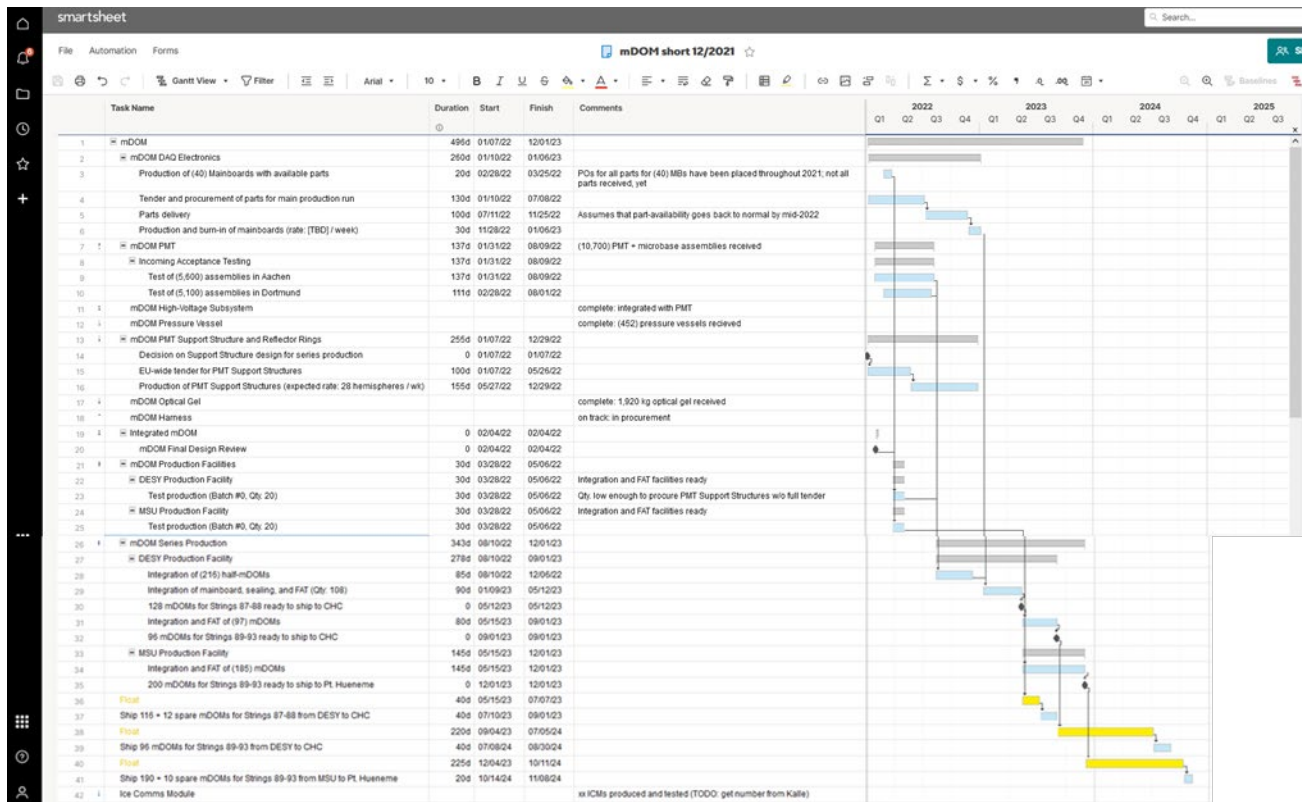 smartsheet
Search...
File Automation Forms
mDOM short 12/2021
Gantt View Filter Arial 10 B I U S A Σ $ % Baselines
Task Name Duration Start Finish Comments 2022 2023 2024 2025
Q1 Q2 Q3 Q4 Q1 Q2 Q3 Q4 Q1 Q2 Q3 Q4 Q1 Q2 Q3
1 mDOM 496d 01/07/22 12/01/23
2 mDOM DAQ Electronics 260d 01/10/22 01/06/23
3 Production of (40) Mainboards with available parts 20d 02/28/22 03/25/22 POs for all parts for (40) MBs have been placed throughout 2021; not all
parts received, yet
4 Tender and procurement of parts for main production run 130d 01/10/22 07/08/22
5 Parts delivery 100d 07/11/22 11/25/22 Assumes that part-availability goes back to normal by mid-2022
6 Production and burn-in of mainboards (rate: [TBD] / week) 30d 11/28/22 01/06/23
7 mDOM PMT 137d 01/31/22 08/09/22 (10,700) PMT + microbase assemblies received
8 Incoming Acceptance Testing 137d 01/31/22 08/09/22
9 Test of (5,600) assemblies in Aachen 137d 01/31/22 08/09/22
10 Test of (5,100) assemblies in Dortmund 111d 02/28/22 08/01/22
11 mDOM High-Voltage Subsystem complete: integrated with PMT
12 mDOM Pressure Vessel complete: (452) pressure vessels recieved
13 mDOM PMT Support Structure and Reflector Rings 255d 01/07/22 12/29/22
14 Decision on Support Structure design for series production 0 01/07/22 01/07/22
15 EU-wide tender for PMT Support Structures 100d 01/07/22 05/26/22
16 Production of PMT Support Structures (expected rate: 28 hemispheres / wk) 155d 05/27/22 12/29/22
17 mDOM Optical Gel complete: 1,920 kg optical gel received
18 mDOM Harness on track: in procurement
19 Integrated mDOM 0 02/04/22 02/04/22
20 mDOM Final Design Review 0 02/04/22 02/04/22
21 mDOM Production Facilities 30d 03/28/22 05/06/22
22 DESY Production Facility 30d 03/28/22 05/06/22 Integration and FAT facilities ready
23 Test production (Batch #0, Qty. 20) 30d 03/28/22 05/06/22 Qty. low enough to procure PMT Support Structures w/o full tender
24 MSU Production Facility 30d 03/28/22 05/06/22 Integration and FAT facilities ready
25 Test production (Batch #0, Qty. 20) 30d 03/28/22 05/06/22
26 mDOM Series Production 343d 08/10/22 12/01/23
27 DESY Production Facility 278d 08/10/22 09/01/23
28 Integration of (216) half-mDOMs 85d 08/10/22 12/06/22
29 Integration of mainboard, sealing, and FAT (Qty: 108) 90d 01/09/23 05/12/23
30 128 mDOMs for Strings 87-88 ready to ship to CHC 0 05/12/23 05/12/23
31 Integration and FAT of (97) mDOMs 80d 05/15/23 09/01/23
32 96 mDOMs for Strings 89-93 ready to ship to CHC 0 09/01/23 09/01/23
33 MSU Production Facility 145d 05/15/23 12/01/23
34 Integration and FAT of (185) mDOMs 145d 05/15/23 12/01/23
35 200 mDOMs for Strings 89-93 ready to ship to Pt. Hueneme 0 12/01/23 12/01/23
36 Float 40d 05/15/23 07/07/23
37 Ship 116 + 12 spare mDOMs for Strings 87-88 from DESY to CHC 40d 07/10/23 09/01/23
38 Float 220d 09/04/23 07/05/24
39 Ship 96 mDOMs for Strings 89-93 from DESY to CHC 40d 07/08/24 08/30/24
40 Float 225d 12/04/23 10/11/24
41 Ship 190 + 10 spare mDOMs for Strings 89-93 from MSU to Pt. Hueneme 20d 10/14/24 11/08/24
42 Ice Comms Module xx ICMs produced and tested (TODO: get number from Kalle)